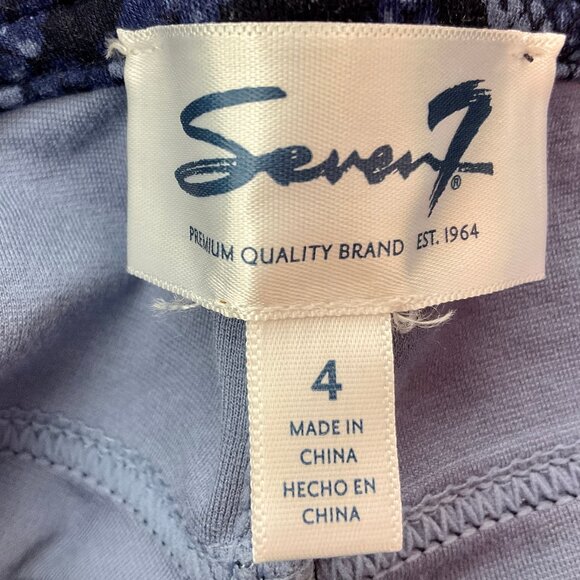 Seven7®
PREMIUM QUALITY BRAND EST. 1964
4
MADE IN
CHINA
HECHO EN
CHINA